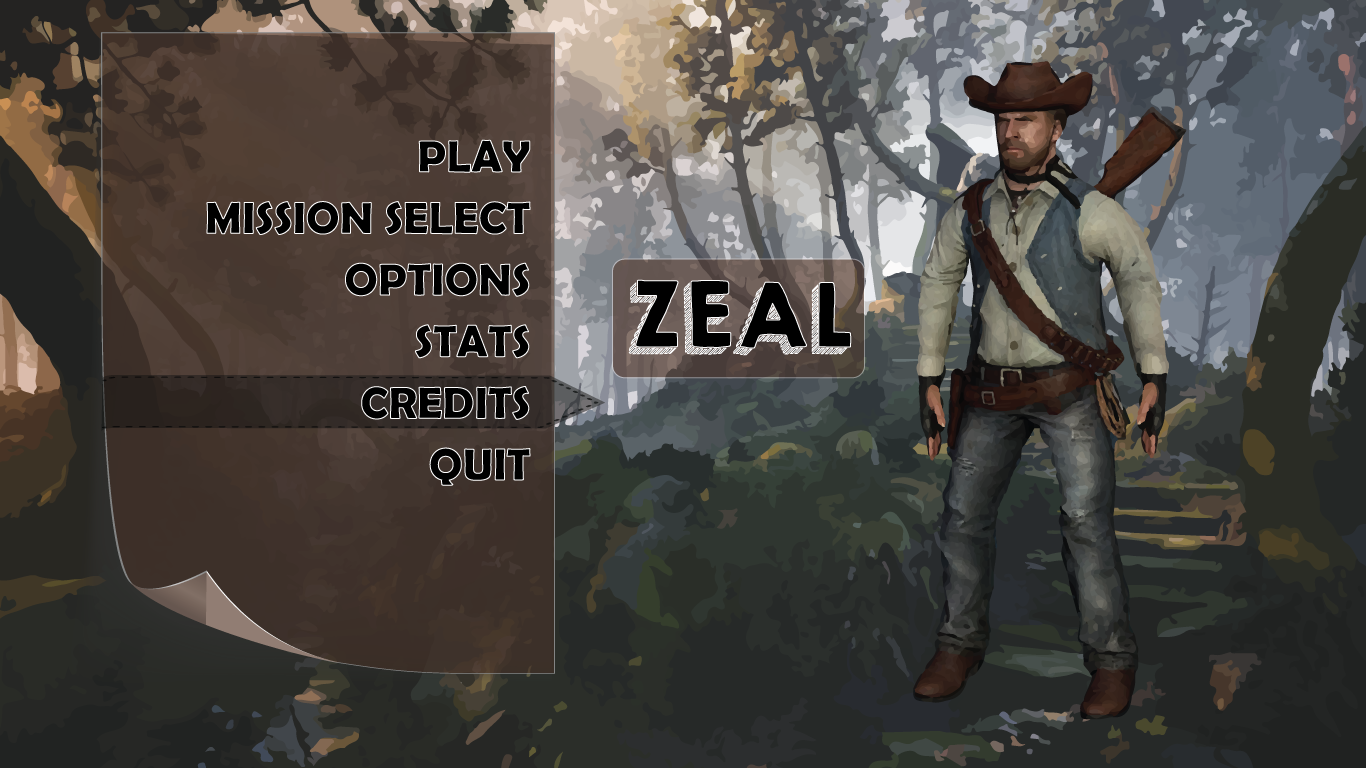 PLAY
MISSION SELECT
OPTIONS
STATS
CREDITS
QUIT
ZEAL